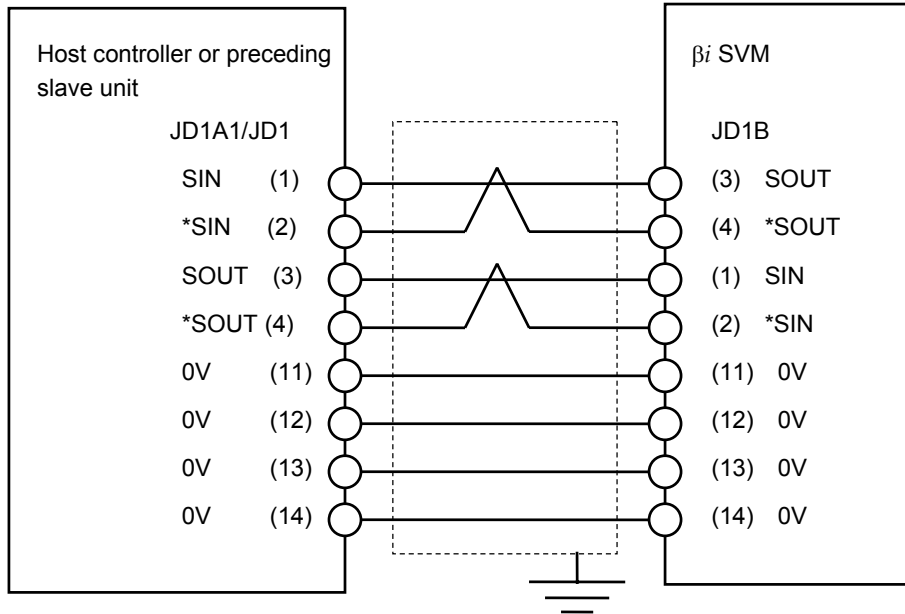 Host controller or preceding
slave unit
βi SVM
JD1A1/JD1
JD1B
SIN (1)
(3) SOUT
*SIN (2)
(4) *SOUT
SOUT (3)
(1) SIN
*SOUT (4)
(2) *SIN
0V (11)
(11) 0V
0V (12)
(12) 0V
0V (13)
(13) 0V
0V (14)
(14) 0V